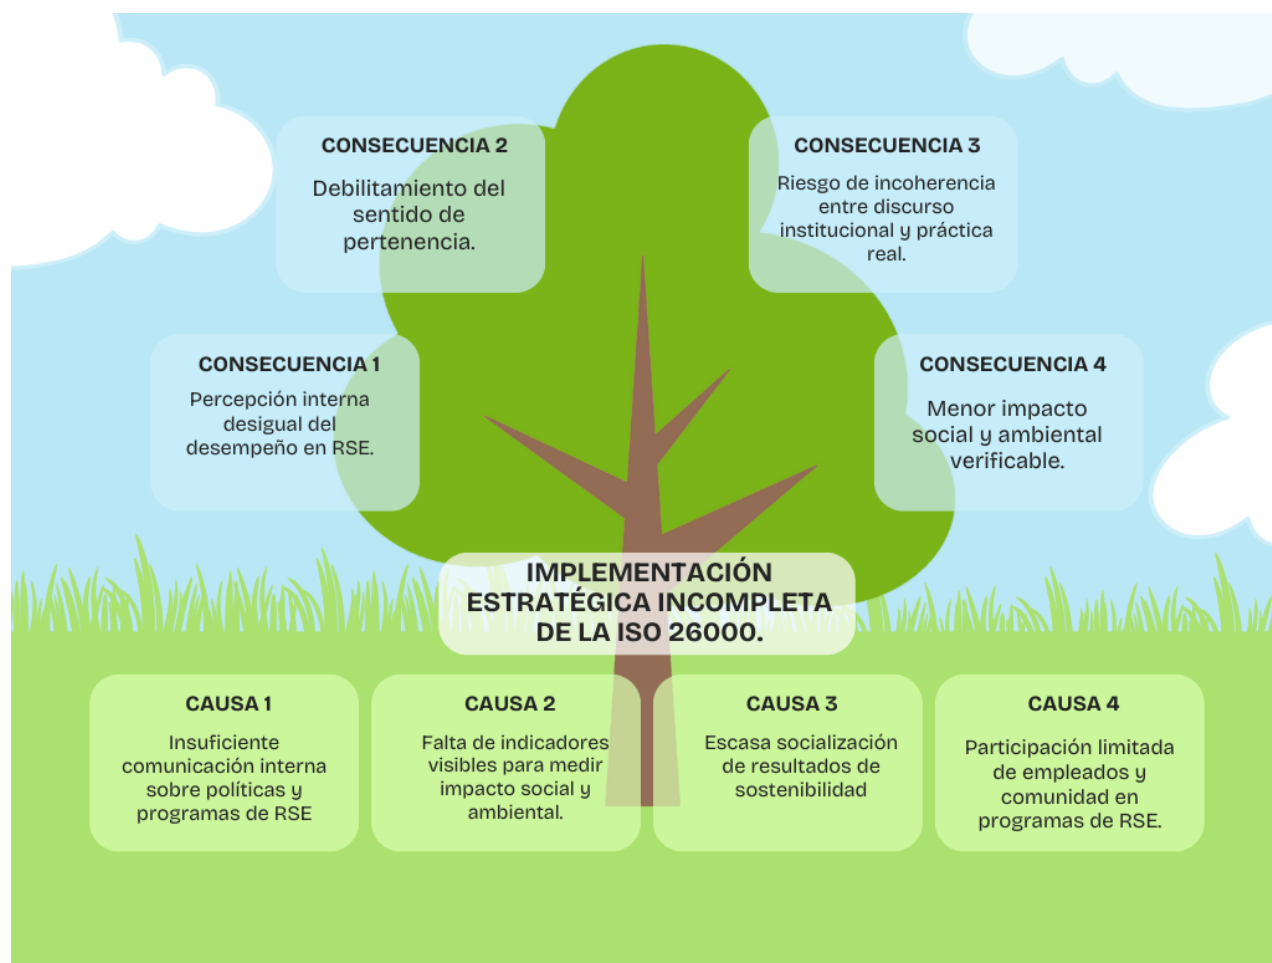 CONSECUENCIA 2
Debilitamiento del
sentido de
pertenencia.
CONSECUENCIA 3
Riesgo de incoherencia
entre discurso
institucional y práctica
real.
CONSECUENCIA 1
Percepción interna
desigual del
desempeño en RSE.
CONSECUENCIA 4
Menor impacto
social y ambiental
verificable.
IMPLEMENTACIÓN
ESTRATÉGICA INCOMPLETA
DE LA ISO 26000.
CAUSA 1
Insuficiente
comunicación interna
sobre políticas y
programas de RSE
CAUSA 2
Falta de indicadores
visibles para medir
impacto social y
ambiental.
CAUSA 3
Escasa socialización
de resultados de
sostenibilidad
CAUSA 4
Participación limitada
de empleados y
comunidad en
programas de RSE.